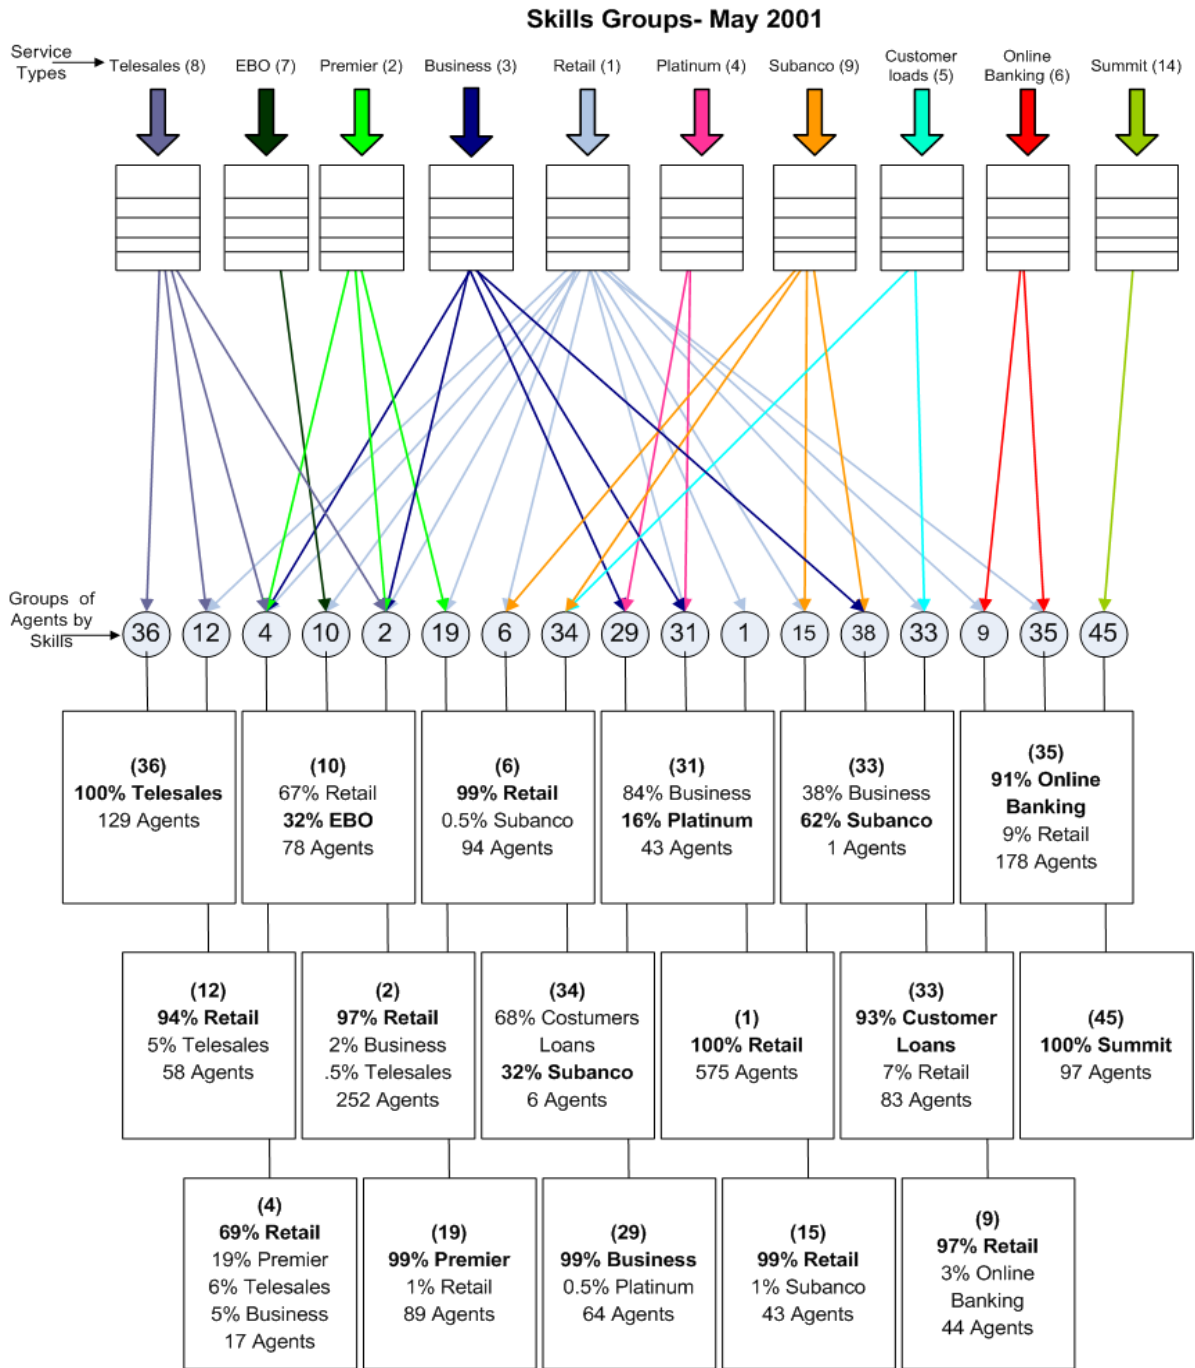 Skills Groups- May 2001
Service
Types
Telesales (8)
EBO (7)
Premier (2)
Business (3)
Retail (1)
Platinum (4)
Subanco (9)
Customer
loads (5)
Online
Banking (6)
Summit (14)
Groups of
Agents by
Skills
36
12
4
10
2
19
6
34
29
31
1
15
38
33
9
35
45
(36)
100% Telesales
129 Agents
(10)
67% Retail
32% EBO
78 Agents
(6)
99% Retail
0.5% Subanco
94 Agents
(31)
84% Business
16% Platinum
43 Agents
(33)
38% Business
62% Subanco
1 Agents
(35)
91% Online
Banking
9% Retail
178 Agents
(12)
94% Retail
5% Telesales
58 Agents
(2)
97% Retail
2% Business
.5% Telesales
252 Agents
(34)
68% Costumers
Loans
32% Subanco
6 Agents
(1)
100% Retail
575 Agents
(33)
93% Customer
Loans
7% Retail
83 Agents
(45)
100% Summit
97 Agents
(4)
69% Retail
19% Premier
6% Telesales
5% Business
17 Agents
(19)
99% Premier
1% Retail
89 Agents
(29)
99% Business
0.5% Platinum
64 Agents
(15)
99% Retail
1% Subanco
43 Agents
(9)
97% Retail
3% Online
Banking
44 Agents